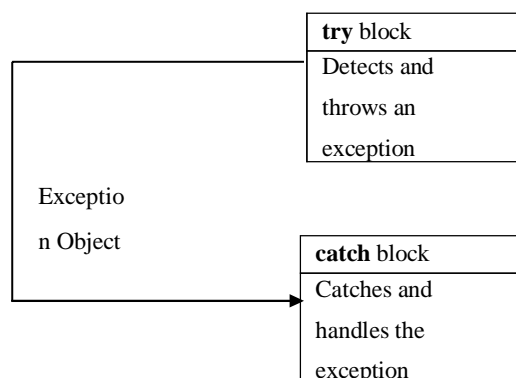 try block
Detects and
throws an
exception
Exceptio
n Object
catch block
Catches and
handles the
exception